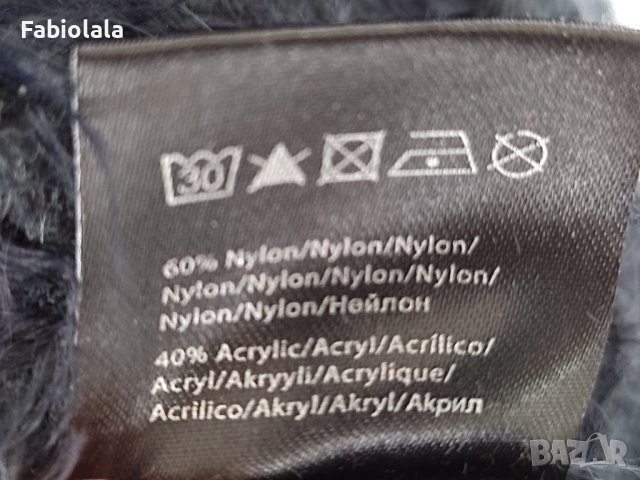 Fabiolala
30
60% Nylon/Nylon/Nylon/
Nylon/Nylon/Nylon/Nylon/
Nylon/Nylon/Нейлон
40% Acrylic/Acryl/Acrílico/
Acryl/Akryyli/Acrylique/
Acrilico/Akryl/Akryl/Акрил
BAZAR